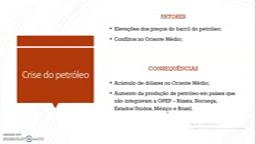 FATORES
• Elevações dos preços do barril do petróleo;
• Conflitos no Oriente Médio;
Crise do petróleo
CONSEQUÊNCIAS
• Acúmulo de dólares no Oriente Médio;
• Aumento da produção de petróleo em países que
não integravam a OPEP – Rússia, Noruega,
Estados Unidos, México e Brasil.